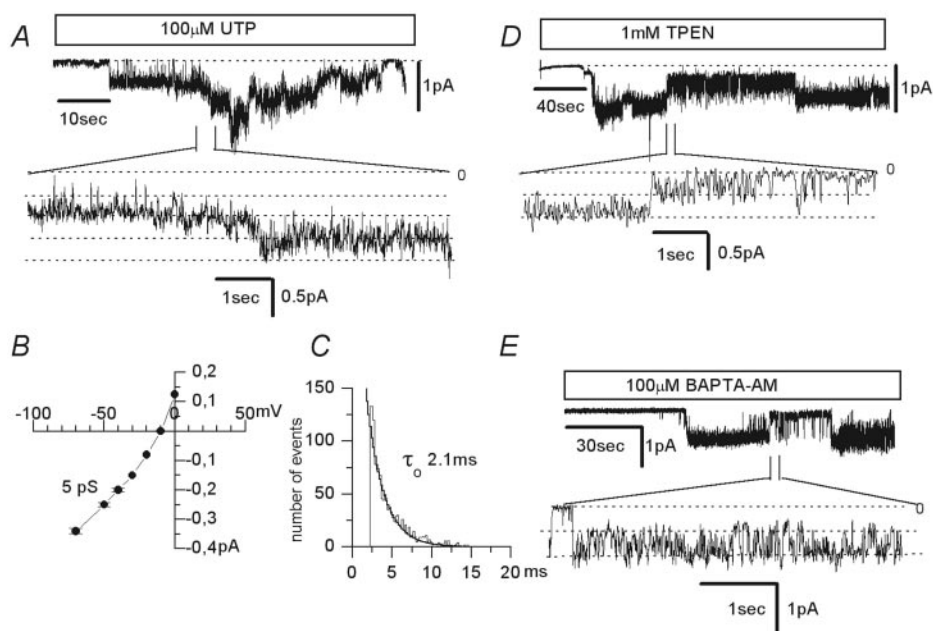 A
100µM UTP
1pA
10sec
0
1sec
0.5pA
B
0,2
0,1
-100
-50
0
50mV
-0,1
-0,2
-0,3
-0,4pA
5 pS
C
150
100
50
0
number of events
τo 2.1ms
0
5
10
15
20 ms
D
1mM TPEN
1pA
40sec
0
1sec
0.5pA
E
100µM BAPTA-AM
30sec
1pA
0
1sec
1pA